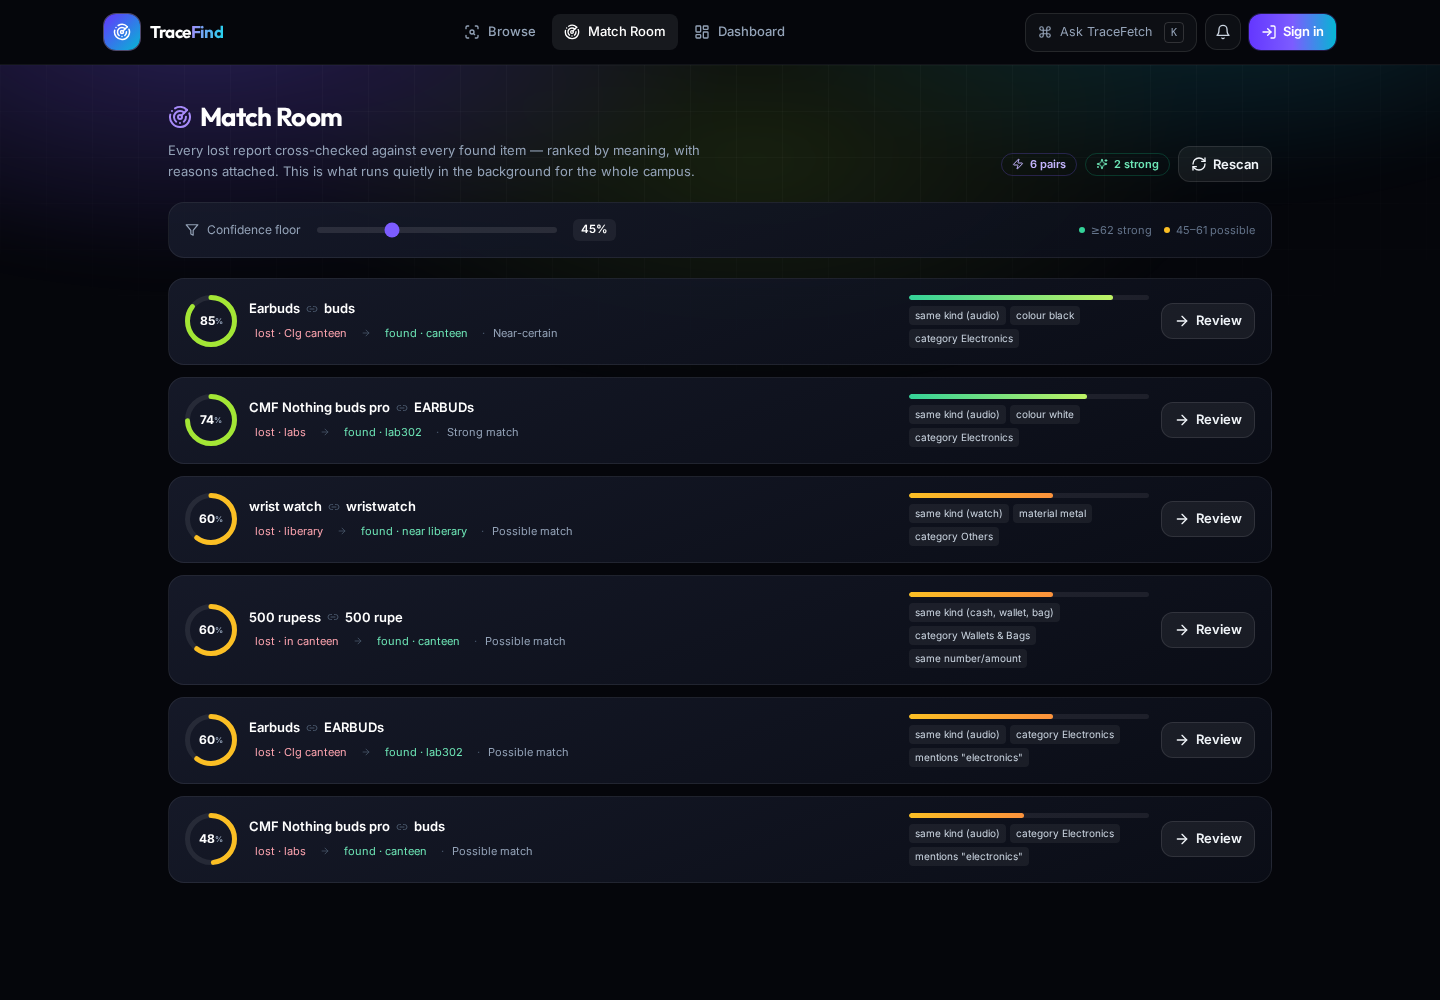 TraceFind
Browse
Match Room
Dashboard
Ask TraceFetch
K
Sign in
Match Room
Every lost report cross-checked against every found item — ranked by meaning, with
reasons attached. This is what runs quietly in the background for the whole campus.
6 pairs
2 strong
Rescan
Confidence floor
45%
≥62 strong
45–61 possible
85%
Earbuds buds
lost · Clg canteen → found · canteen · Near-certain
same kind (audio) colour black
category Electronics
Review
74%
CMF Nothing buds pro EARBUDs
lost · labs → found · lab302 · Strong match
same kind (audio) colour white
category Electronics
Review
60%
wrist watch wristwatch
lost · liberary → found · near liberary · Possible match
same kind (watch) material metal
category Others
Review
60%
500 rupess 500 rupe
lost · in canteen → found · canteen · Possible match
same kind (cash, wallet, bag)
category Wallets & Bags
same number/amount
Review
60%
Earbuds EARBUDs
lost · Clg canteen → found · lab302 · Possible match
same kind (audio) category Electronics
mentions "electronics"
Review
48%
CMF Nothing buds pro buds
lost · labs → found · canteen · Possible match
same kind (audio) category Electronics
mentions "electronics"
Review